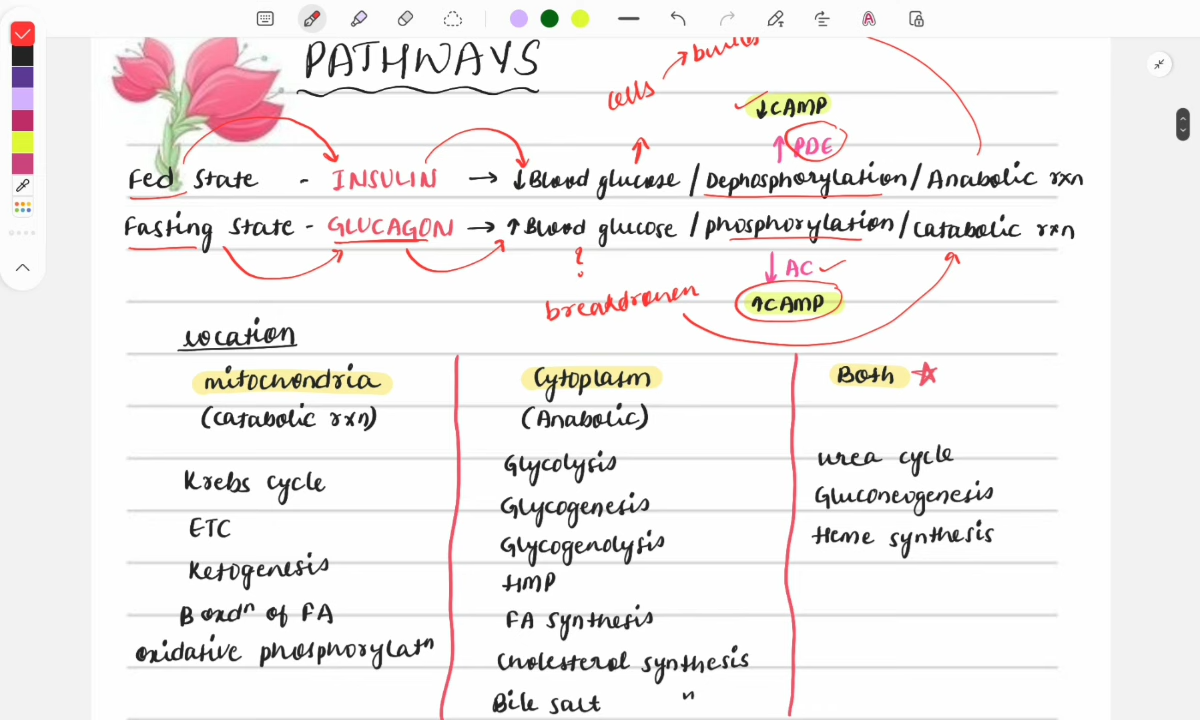 PATHWAYS
cells → builds
↓CAMP
↑PDE
Fed State - INSULIN → ↓Blood glucose / Dephosphorylation / Anabolic rxn
Fasting State - GLUCAGON → ↑Blood glucose / phosphorylation / catabolic rxn
?
↓ AC
breakdrowen
↑CAMP
Location
mitochondria
(catabolic rxn)
Krebs cycle
ETC
Ketogenesis
B oxdⁿ of FA
oxidative phosphorylatⁿ
Cytoplasm
(Anabolic)
Glycolysis
Glycogenesis
Glycogenolysis
HMP
FA synthesis
Cholesterol synthesis
Bile salt "
Both
urea cycle
Gluconeogenesis
Heme synthesis